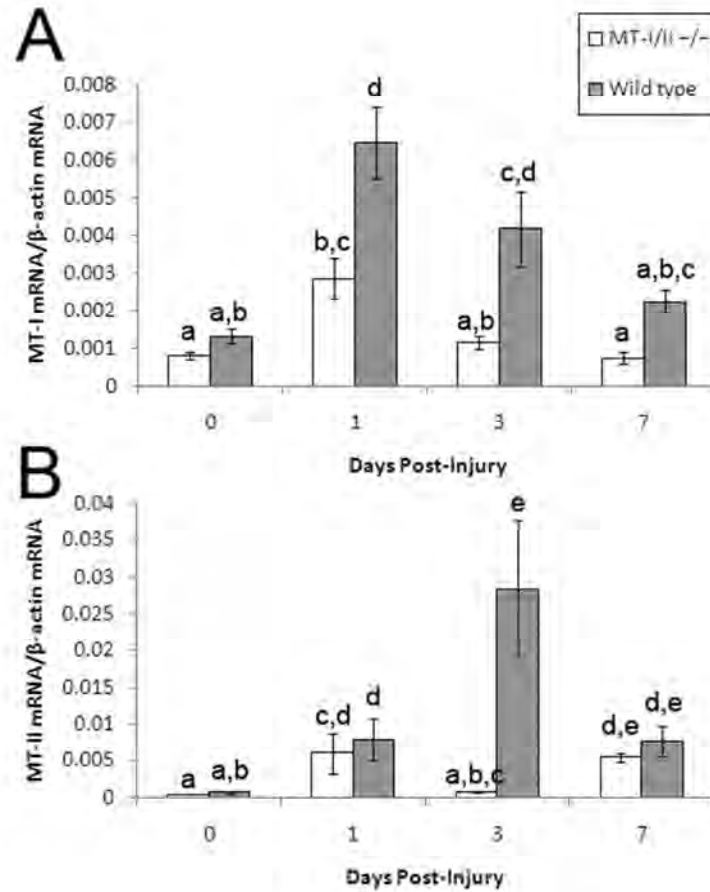 A
MT-I/II -/-
Wild type
MT-I mRNA/β-actin mRNA
0.008
0.007
0.006
0.005
0.004
0.003
0.002
0.001
0
a
a,b
b,c
d
a,b
c,d
a
a,b,c
0 1 3 7
Days Post-Injury
B
MT-II mRNA/β-actin mRNA
0.04
0.035
0.03
0.025
0.02
0.015
0.01
0.005
0
a
a,b
c,d
d
a,b,c
e
d,e
d,e
0 1 3 7
Days Post-Injury